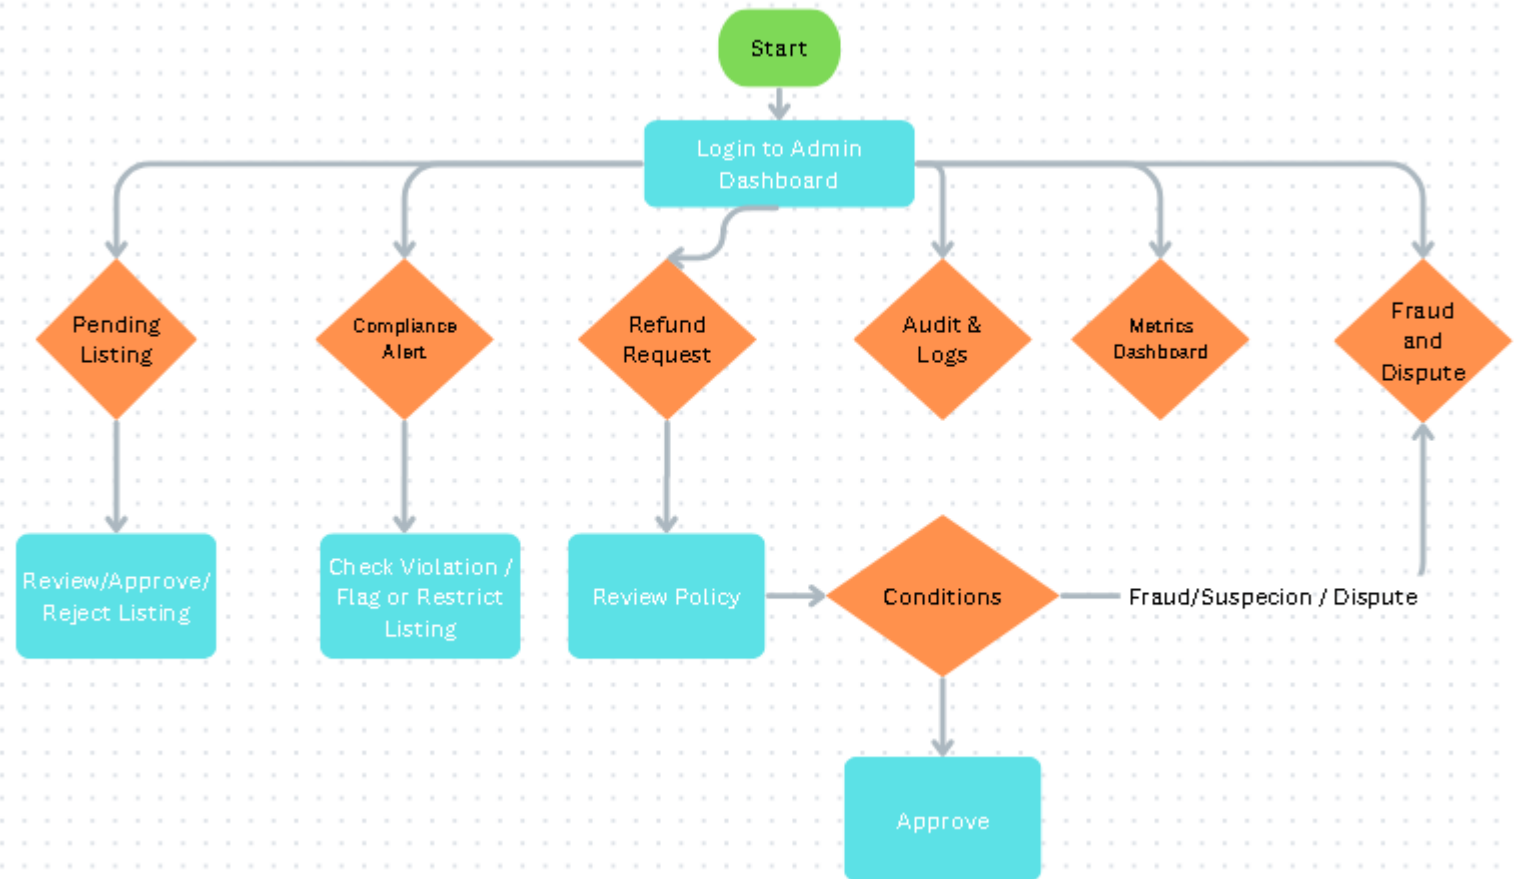 Start
Login to Admin
Dashboard
Pending
Listing
Compliance
Alert
Refund
Request
Audit &
Logs
Metrics
Dashboard
Fraud
and
Dispute
Review/Approve/
Reject Listing
Check Violation /
Flag or Restrict
Listing
Review Policy
Conditions
Fraud/Suspecion / Dispute
Approve